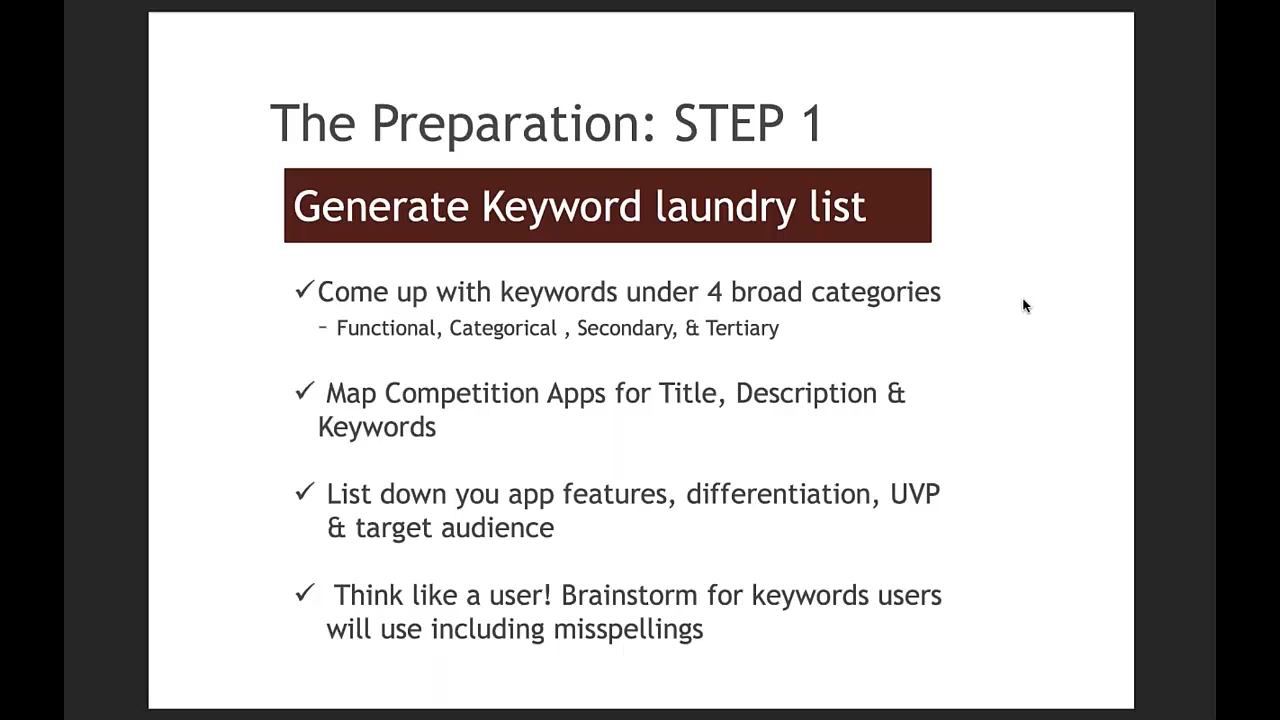 The Preparation: STEP 1
Generate Keyword laundry list
✓Come up with keywords under 4 broad categories
– Functional, Categorical , Secondary, & Tertiary
✓ Map Competition Apps for Title, Description &
Keywords
✓ List down you app features, differentiation, UVP
& target audience
✓ Think like a user! Brainstorm for keywords users
will use including misspellings